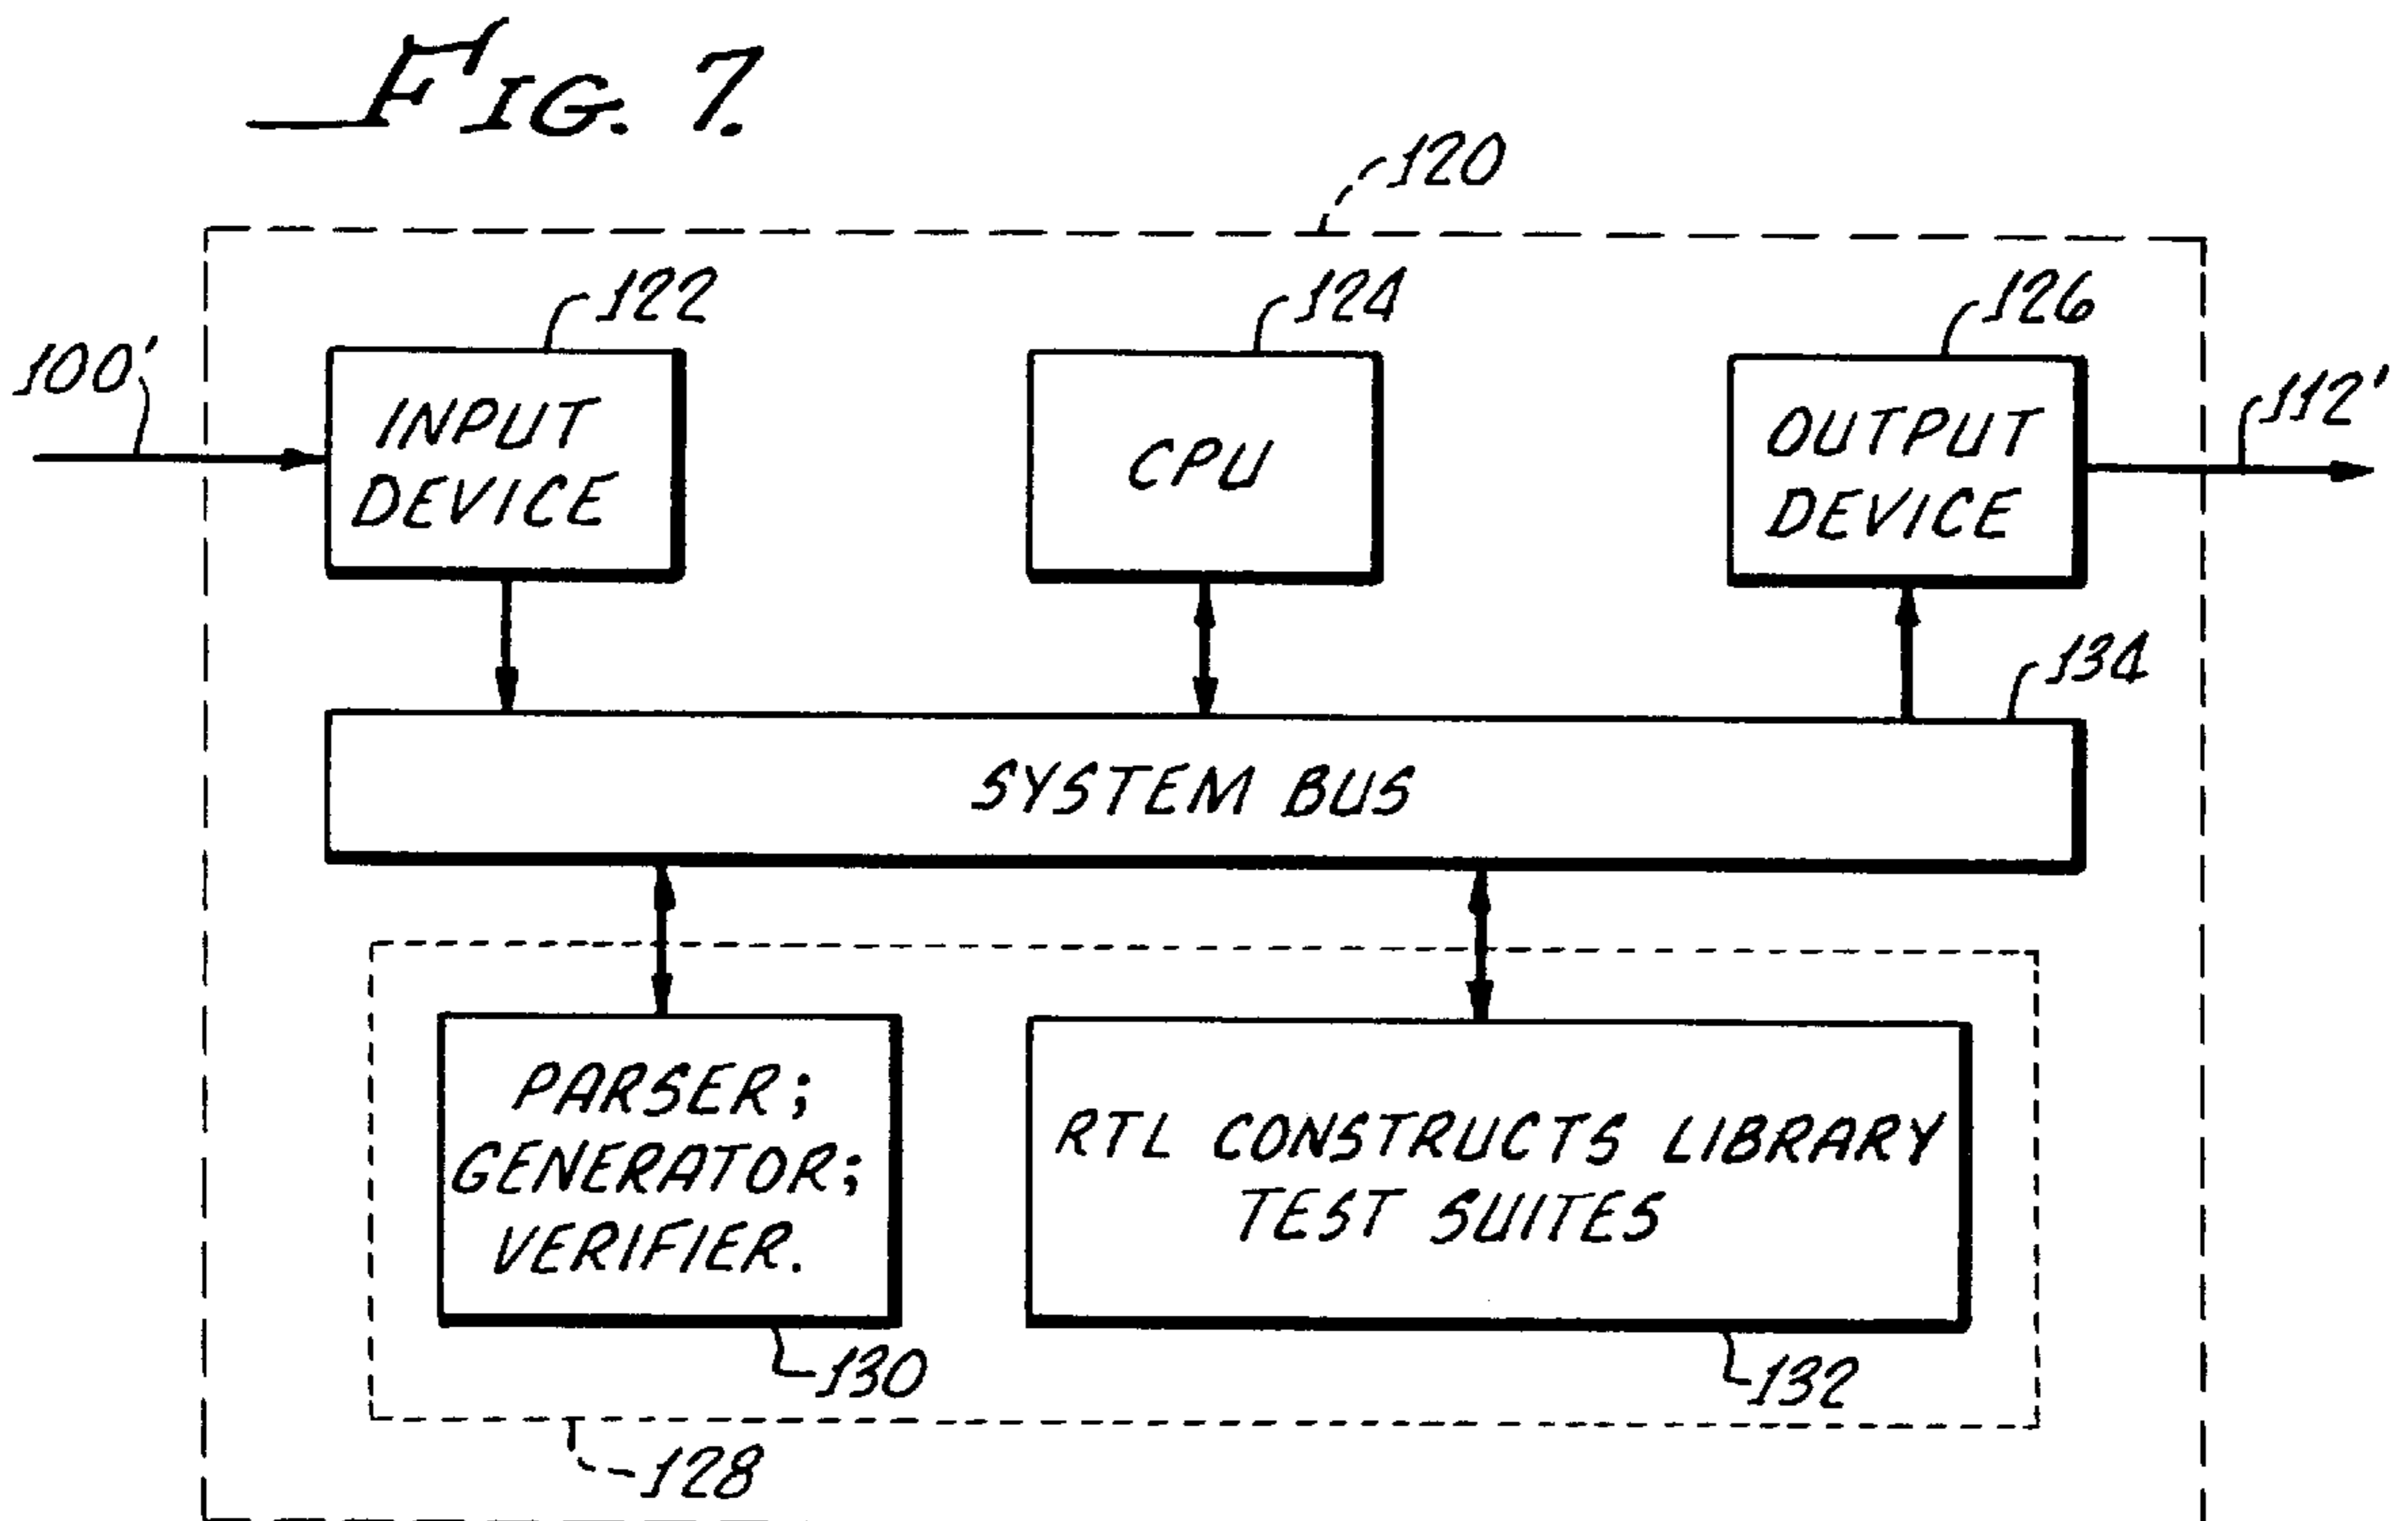 FIG. 7.
120
122
124
126
100'
112'
INPUT
DEVICE
CPU
OUTPUT
DEVICE
134
SYSTEM BUS
PARSER;
GENERATOR;
VERIFIER.
RTL CONSTRUCTS LIBRARY
TEST SUITES
130
132
128